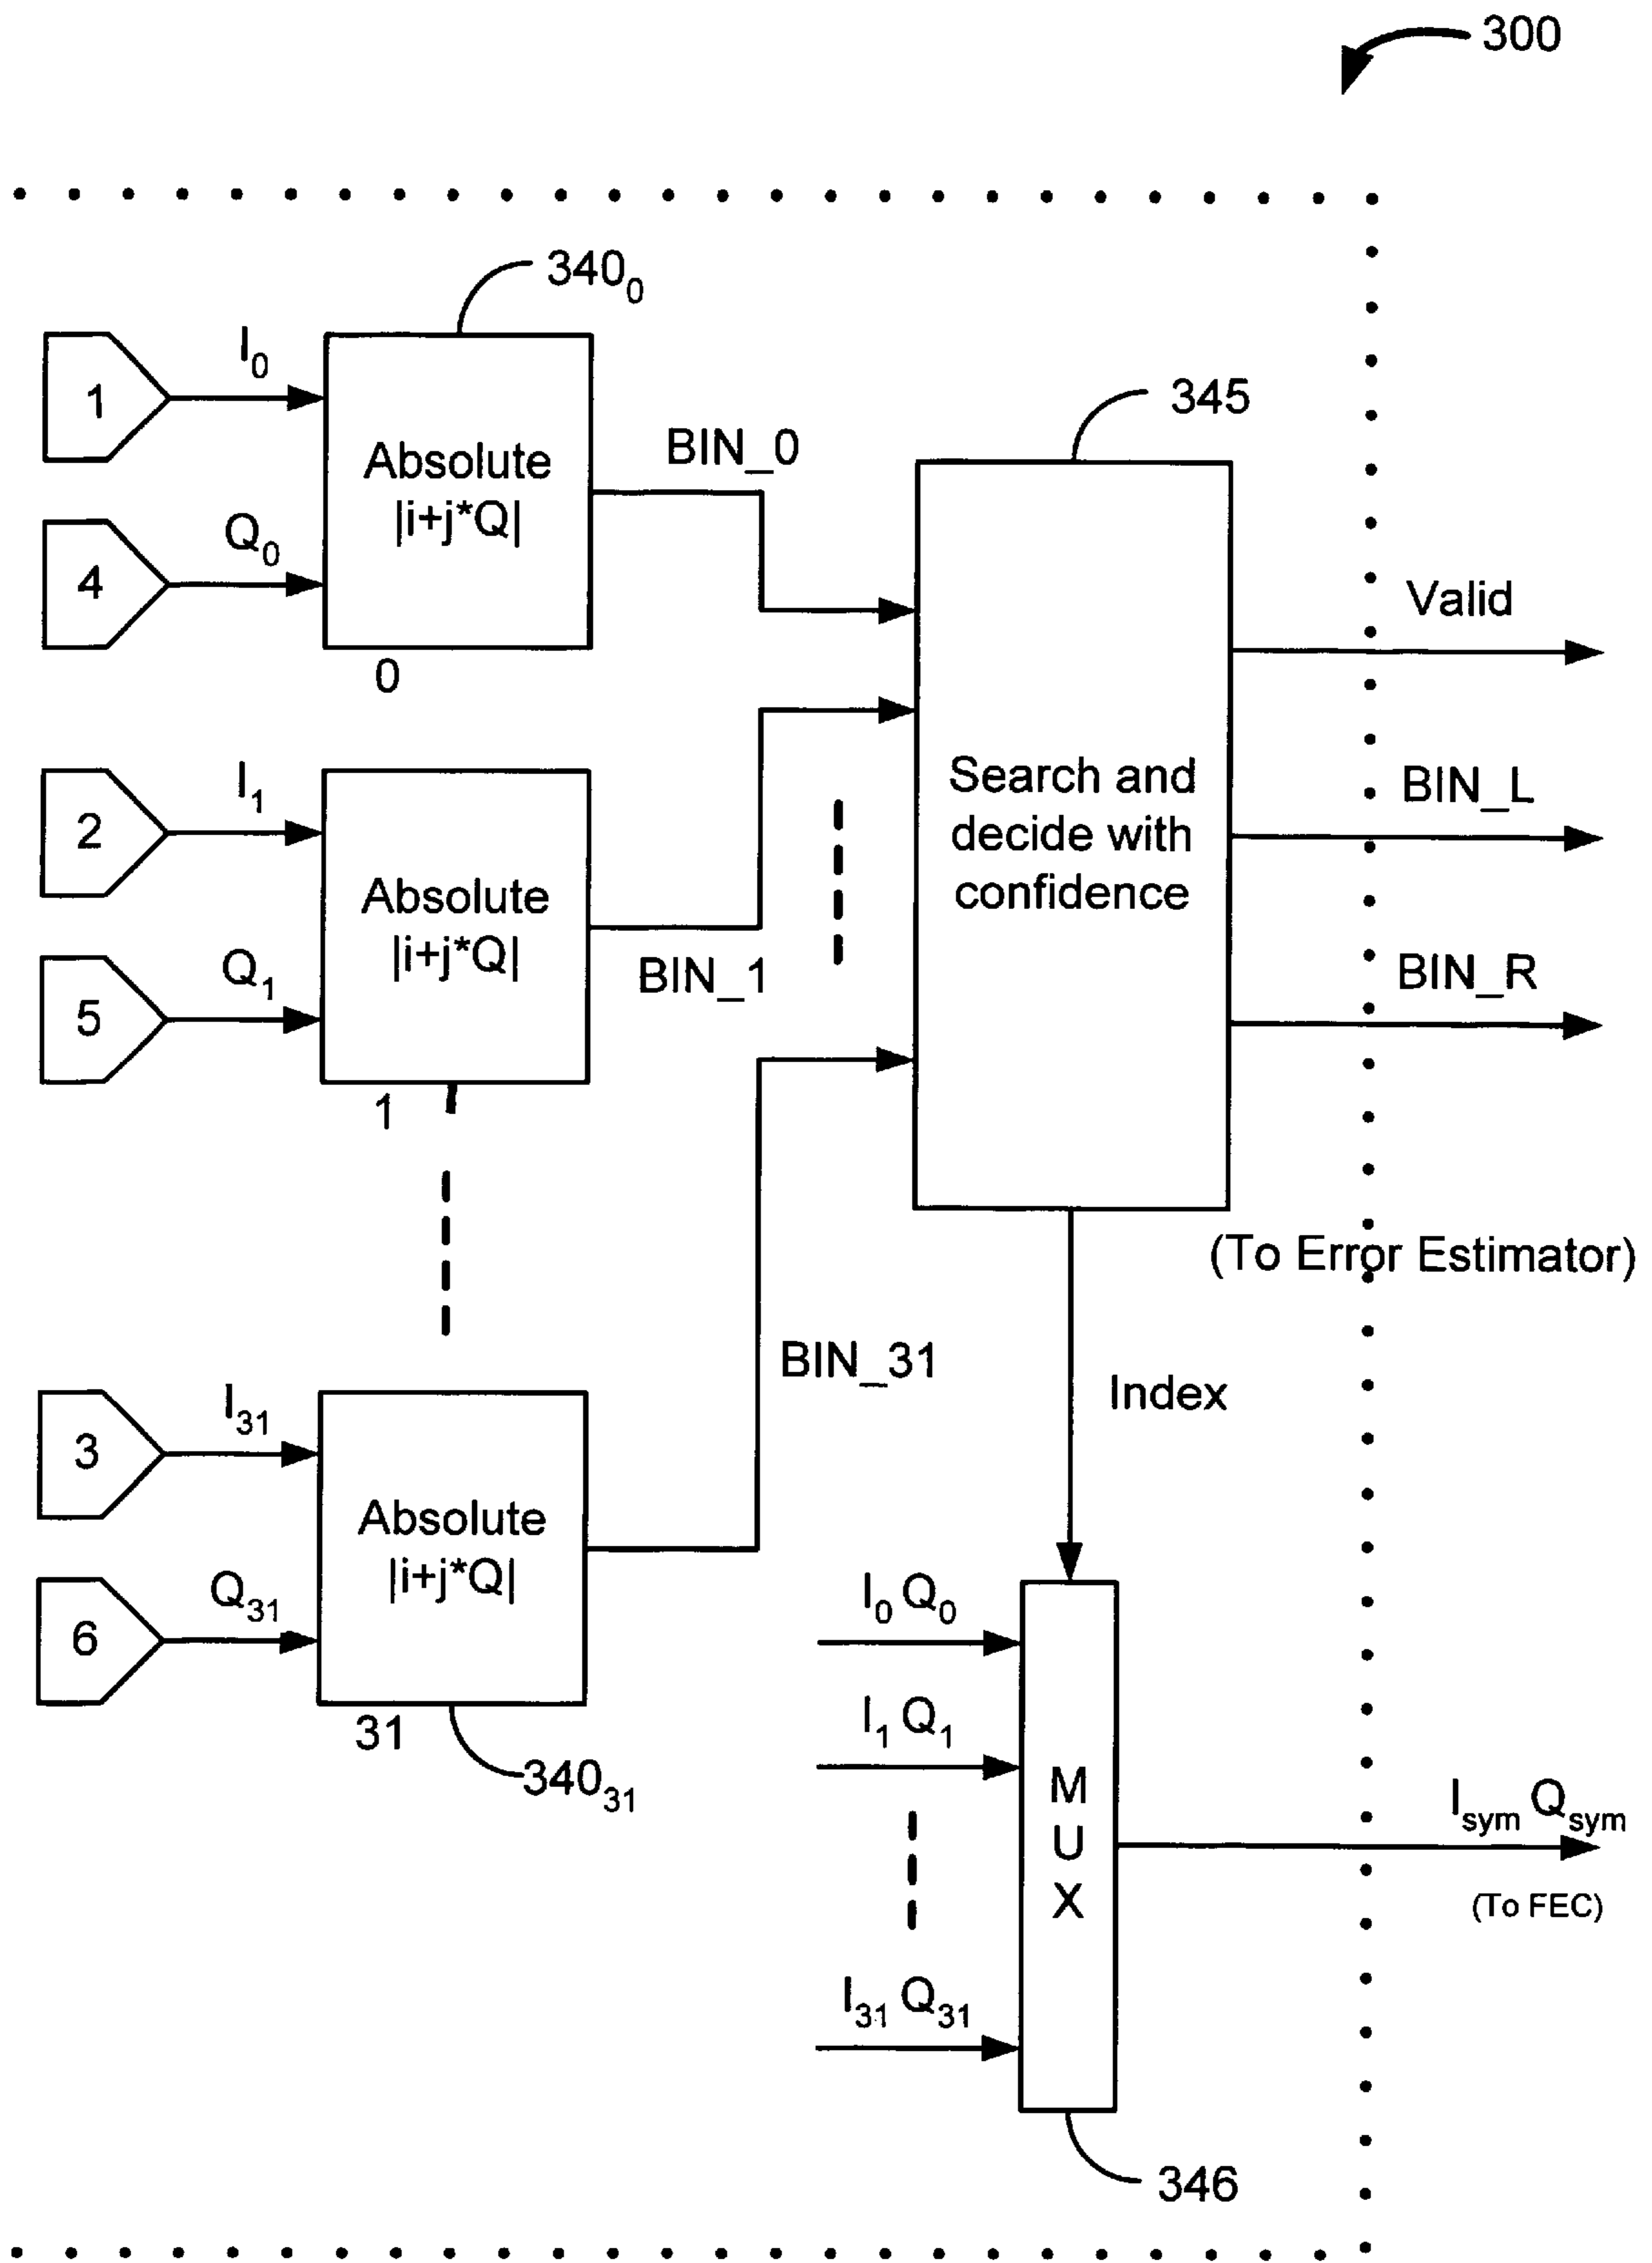 300
340₀
1
I₀
Absolute
|i+j*Q|
4
Q₀
0
BIN_0
345
Search and
decide with
confidence
Valid
BIN_L
BIN_R
(To Error Estimator)
2
I₁
Absolute
|i+j*Q|
5
Q₁
1
BIN_1
3
I₃₁
Absolute
|i+j*Q|
6
Q₃₁
31
340₃₁
BIN_31
Index
I₀ Q₀
I₁ Q₁
I₃₁ Q₃₁
M
U
X
I_sym Q_sym
(To FEC)
346